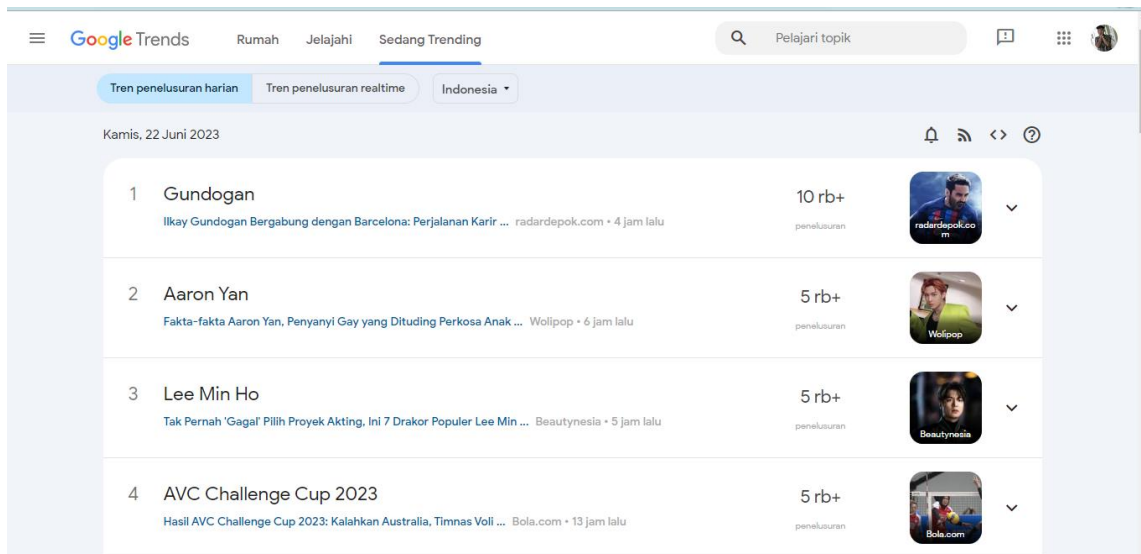 Google Trends
Rumah
Jelajahi
Sedang Trending
Pelajari topik
Tren penelusuran harian
Tren penelusuran realtime
Indonesia
Kamis, 22 Juni 2023
1 Gundogan
Ilkay Gundogan Bergabung dengan Barcelona: Perjalanan Karir ... radardepok.com • 4 jam lalu
10 rb+
penelusuran
radardepok.co
m
2 Aaron Yan
Fakta-fakta Aaron Yan, Penyanyi Gay yang Dituding Perkosa Anak ... Wolipop • 6 jam lalu
5 rb+
penelusuran
Wolipop
3 Lee Min Ho
Tak Pernah 'Gagal' Pilih Proyek Akting, Ini 7 Drakor Populer Lee Min ... Beautynesia • 5 jam lalu
5 rb+
penelusuran
Beautynesia
4 AVC Challenge Cup 2023
Hasil AVC Challenge Cup 2023: Kalahkan Australia, Timnas Voli ... Bola.com • 13 jam lalu
5 rb+
penelusuran
Bola.com